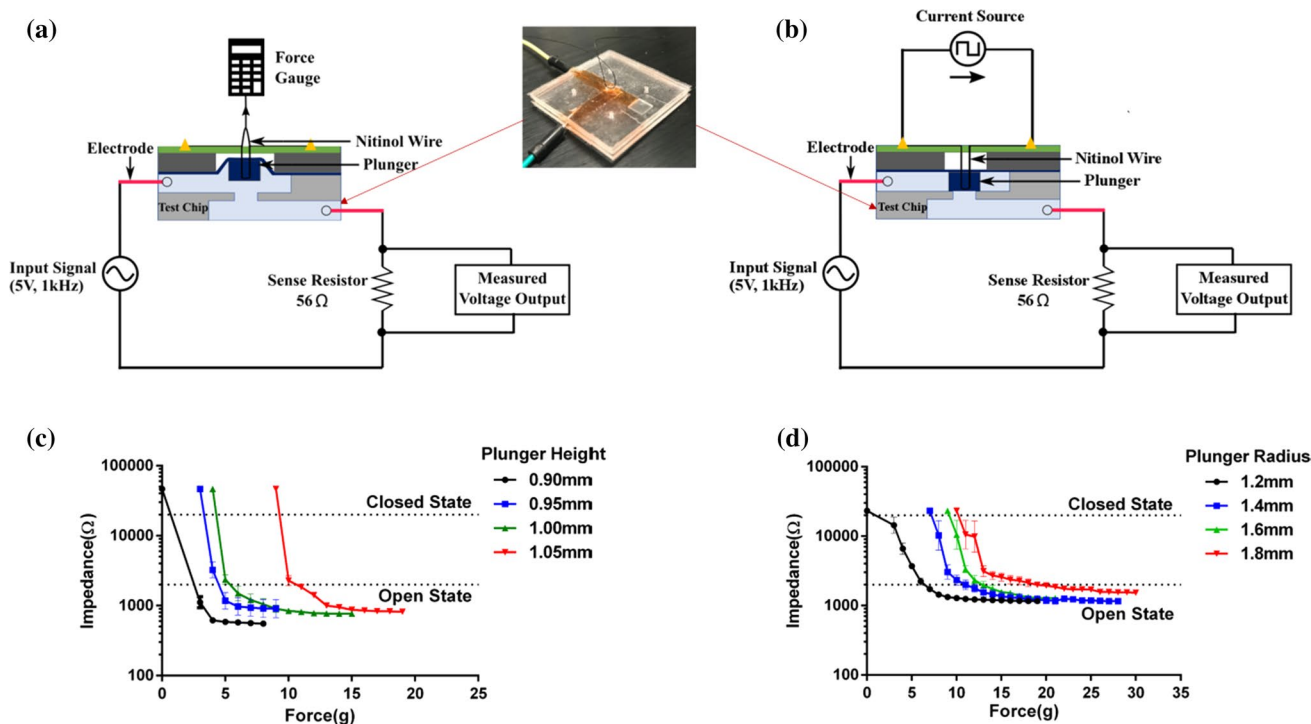 (a)
Force
Gauge
Nitinol Wire
Plunger
Electrode
Test Chip
Input Signal
(5V, 1kHz)
Sense Resistor
56 Ω
Measured
Voltage Output
(b)
Current Source
Electrode
Nitinol Wire
Plunger
Test Chip
Input Signal
(5V, 1kHz)
Sense Resistor
56 Ω
Measured
Voltage Output
(c)
Plunger Height
0.90mm
0.95mm
1.00mm
1.05mm
Closed State
Open State
Impedance(Ω)
100000
10000
1000
100
0 5 10 15 20 25
Force(g)
(d)
Plunger Radius
1.2mm
1.4mm
1.6mm
1.8mm
Closed State
Open State
Impedance(Ω)
100000
10000
1000
100
0 5 10 15 20 25 30 35
Force(g)